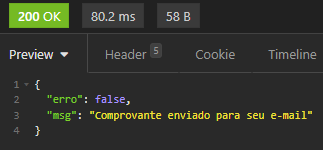 200 OK 80.2 ms 58 B
Preview Header 5 Cookie Timeline
1 {
2 "erro": false,
3 "msg": "Comprovante enviado para seu e-mail"
4 }